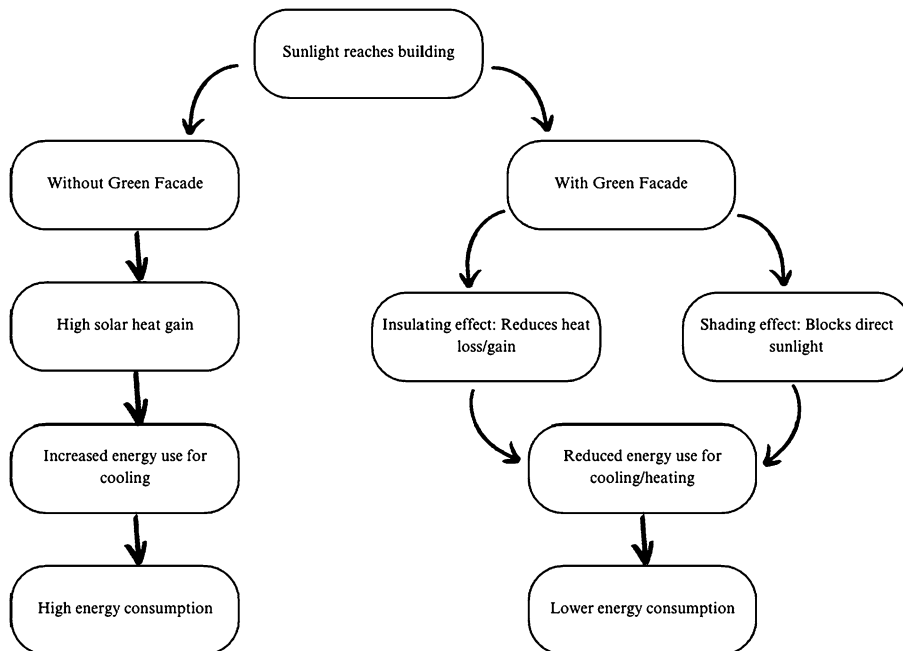 Sunlight reaches building
Without Green Facade
With Green Facade
High solar heat gain
Insulating effect: Reduces heat
loss/gain
Shading effect: Blocks direct
sunlight
Increased energy use for
cooling
Reduced energy use for
cooling/heating
High energy consumption
Lower energy consumption